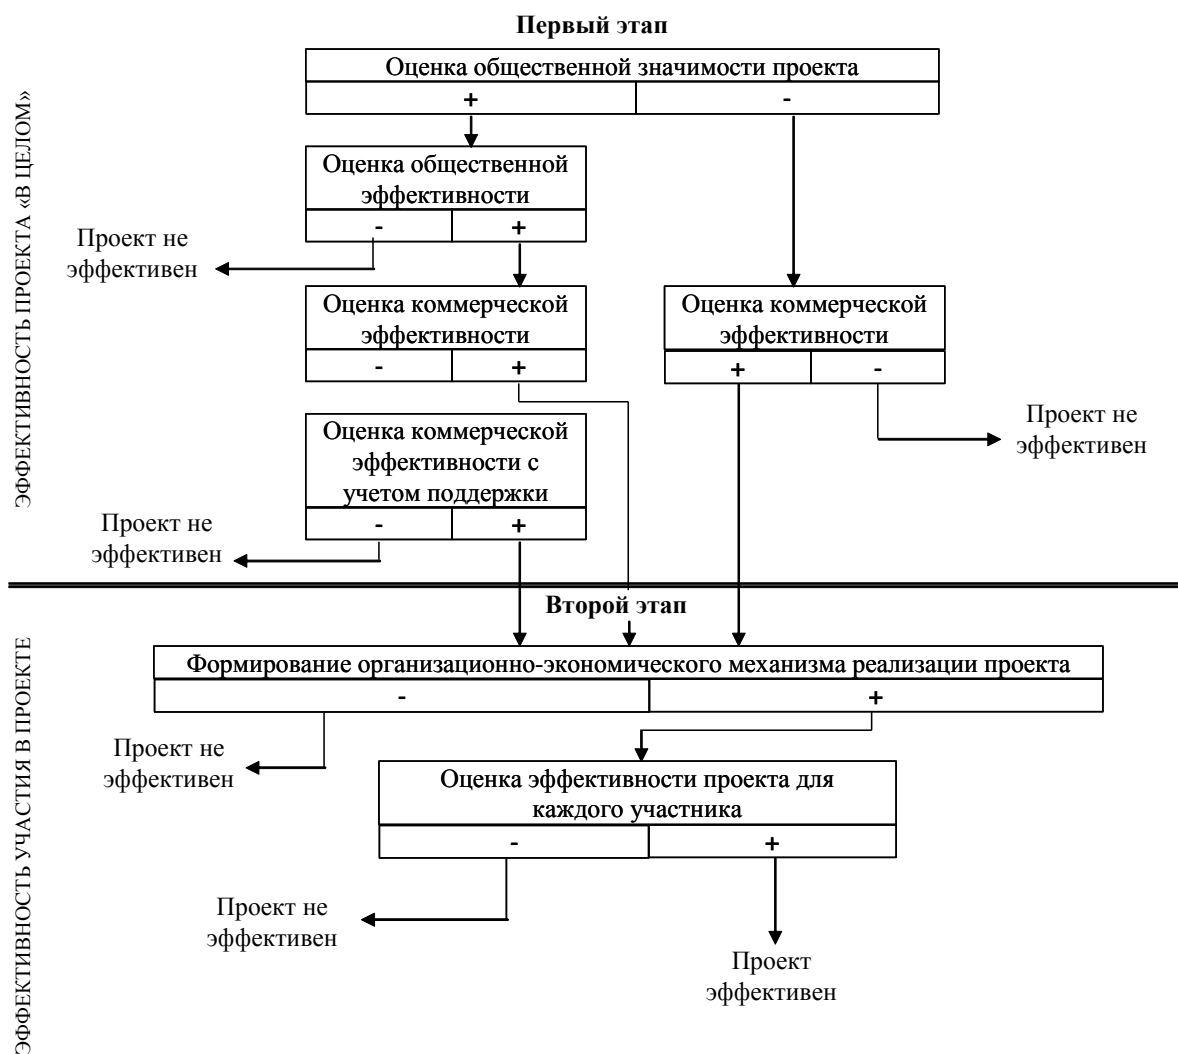 Первый этап
ЭФФЕКТИВНОСТЬ ПРОЕКТА «В ЦЕЛОМ»
Оценка общественной значимости проекта
+ -
Оценка общественной
эффективности
- +
Проект не
эффективен
Оценка коммерческой
эффективности
- +
Оценка коммерческой
эффективности
+ -
Проект не
эффективен
Оценка коммерческой
эффективности с
учетом поддержки
- +
Проект не
эффективен
Второй этап
ЭФФЕКТИВНОСТЬ УЧАСТИЯ В ПРОЕКТЕ
Формирование организационно-экономического механизма реализации проекта
- +
Проект не
эффективен
Оценка эффективности проекта для
каждого участника
- +
Проект не
эффективен
Проект
эффективен